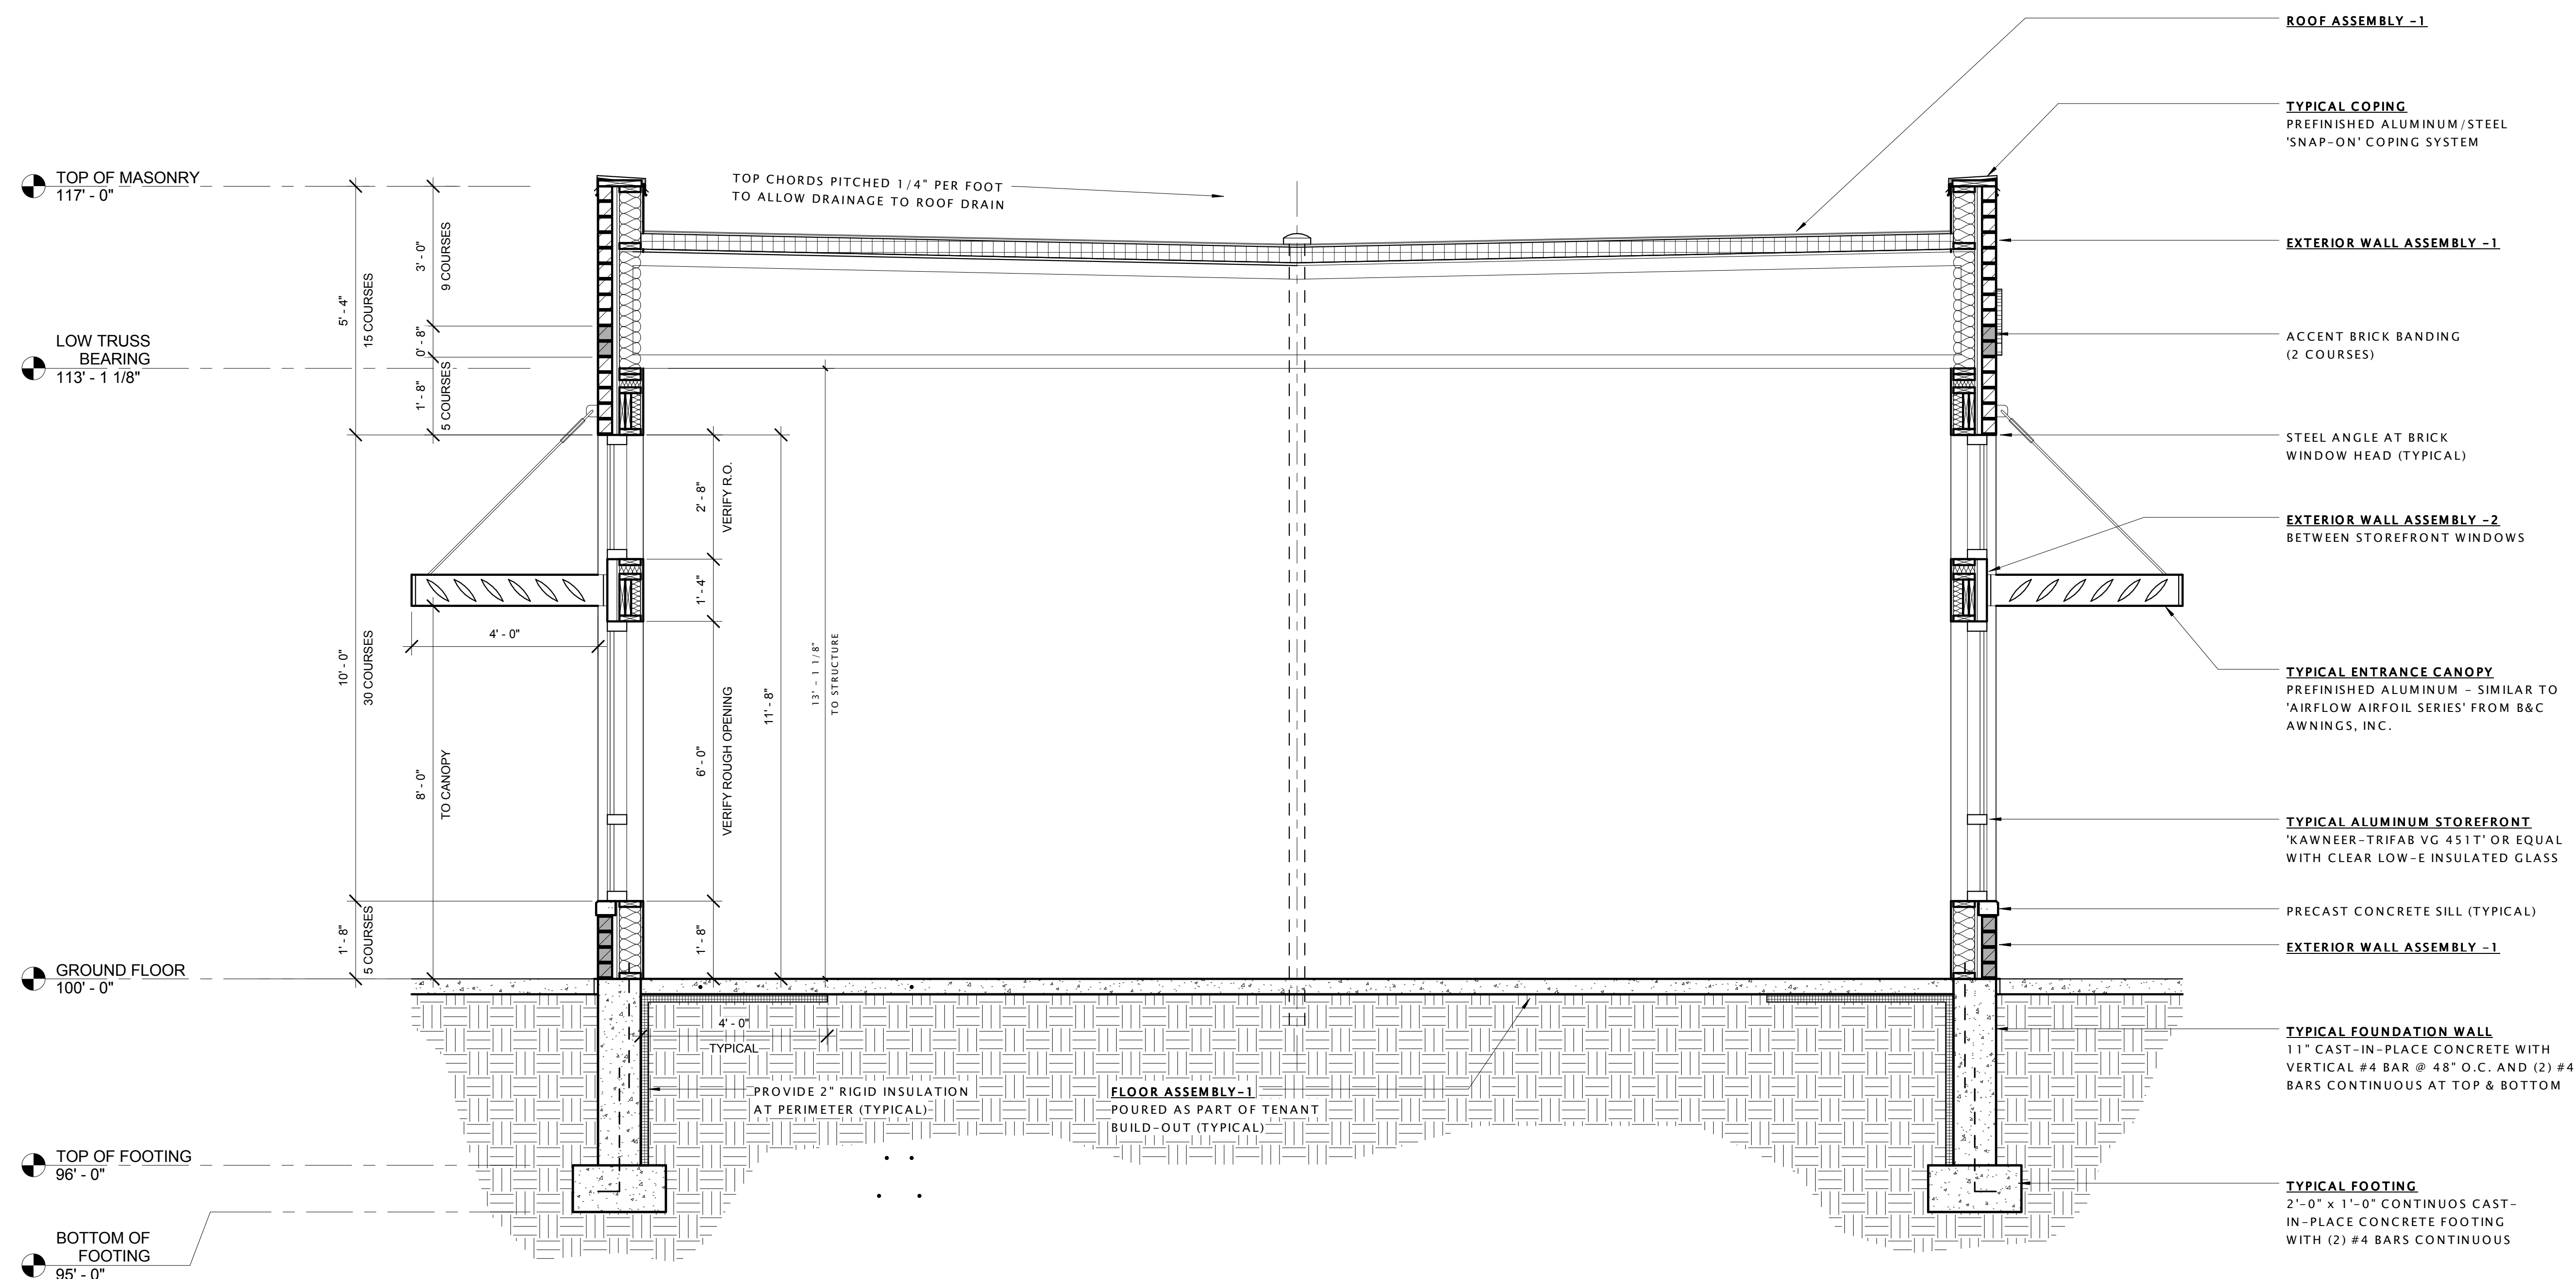 TOP OF MASONRY
117' - 0"
LOW TRUSS
BEARING
113' - 1 1/8"
GROUND FLOOR
100' - 0"
TOP OF FOOTING
96' - 0"
BOTTOM OF
FOOTING
95' - 0"
5' - 4"
15 COURSES
10' - 0"
30 COURSES
1' - 8"
5 COURSES
3' - 0"
9 COURSES
0' - 8"
1' - 8"
5 COURSES
8' - 0"
TO CANOPY
4' - 0"
2' - 8"
VERIFY R.O.
1' - 4"
6' - 0"
VERIFY ROUGH OPENING
1' - 8"
11' - 8"
13' - 1 1/8"
TO STRUCTURE
TOP CHORDS PITCHED 1/4" PER FOOT
TO ALLOW DRAINAGE TO ROOF DRAIN
4' - 0"
TYPICAL
PROVIDE 2" RIGID INSULATION
AT PERIMETER (TYPICAL)
FLOOR ASSEMBLY-1
POURED AS PART OF TENANT
BUILD-OUT (TYPICAL)
ROOF ASSEMBLY -1
TYPICAL COPING
PREFINISHED ALUMINUM/STEEL
'SNAP-ON' COPING SYSTEM
EXTERIOR WALL ASSEMBLY -1
ACCENT BRICK BANDING
(2 COURSES)
STEEL ANGLE AT BRICK
WINDOW HEAD (TYPICAL)
EXTERIOR WALL ASSEMBLY -2
BETWEEN STOREFRONT WINDOWS
TYPICAL ENTRANCE CANOPY
PREFINISHED ALUMINUM - SIMILAR TO
'AIRFLOW AIRFOIL SERIES' FROM B&C
AWNINGS, INC.
TYPICAL ALUMINUM STOREFRONT
'KAWNEER-TRIFAB VG 451T' OR EQUAL
WITH CLEAR LOW-E INSULATED GLASS
PRECAST CONCRETE SILL (TYPICAL)
EXTERIOR WALL ASSEMBLY -1
TYPICAL FOUNDATION WALL
11" CAST-IN-PLACE CONCRETE WITH
VERTICAL #4 BAR @ 48" O.C. AND (2) #4
BARS CONTINUOUS AT TOP & BOTTOM
TYPICAL FOOTING
2'-0" x 1'-0" CONTINUOS CAST-
IN-PLACE CONCRETE FOOTING
WITH (2) #4 BARS CONTINUOUS